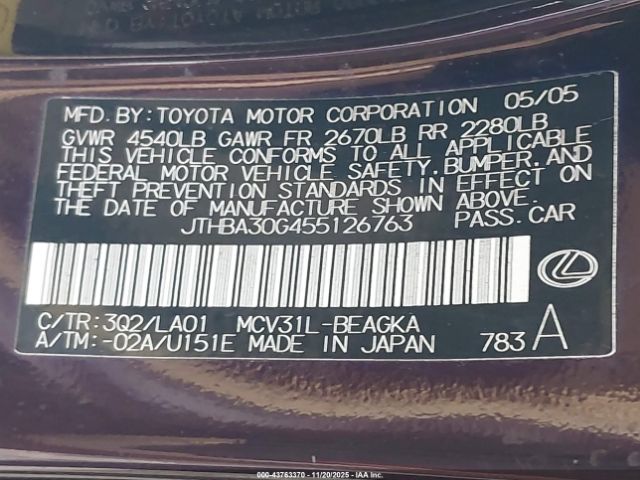 MFD. BY: TOYOTA MOTOR CORPORATION 05/05
GVWR 4540LB GAWR FR 2670LB RR 2280LB
THIS VEHICLE CONFORMS TO ALL APPLICABLE
FEDERAL MOTOR VEHICLE SAFETY, BUMPER, AND
THEFT PREVENTION STANDARDS IN EFFECT ON
THE DATE OF MANUFACTURE SHOWN ABOVE.
JTHBA30G455126763 PASS. CAR
C/TR: 3Q2/LA01 MCV31L-BEAGKA
A/TM: -02A/U151E MADE IN JAPAN 783 A
000-43763370 - 11/20/2025 - IAA Inc.